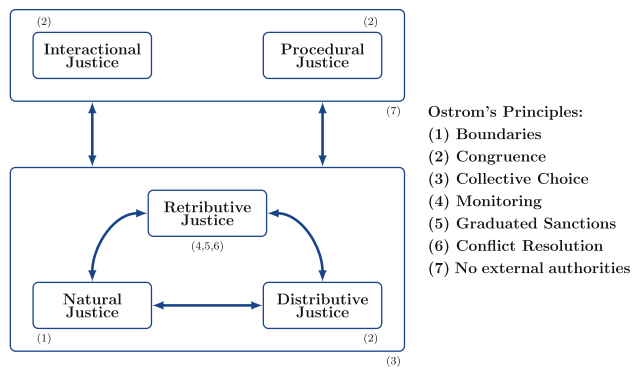 (2)
(2)
Interactional
Justice
Procedural
Justice
(7)
Retributive
Justice
(4,5,6)
Natural
Justice
Distributive
Justice
(1)
(2)
(3)
Ostrom's Principles:
(1) Boundaries
(2) Congruence
(3) Collective Choice
(4) Monitoring
(5) Graduated Sanctions
(6) Conflict Resolution
(7) No external authorities